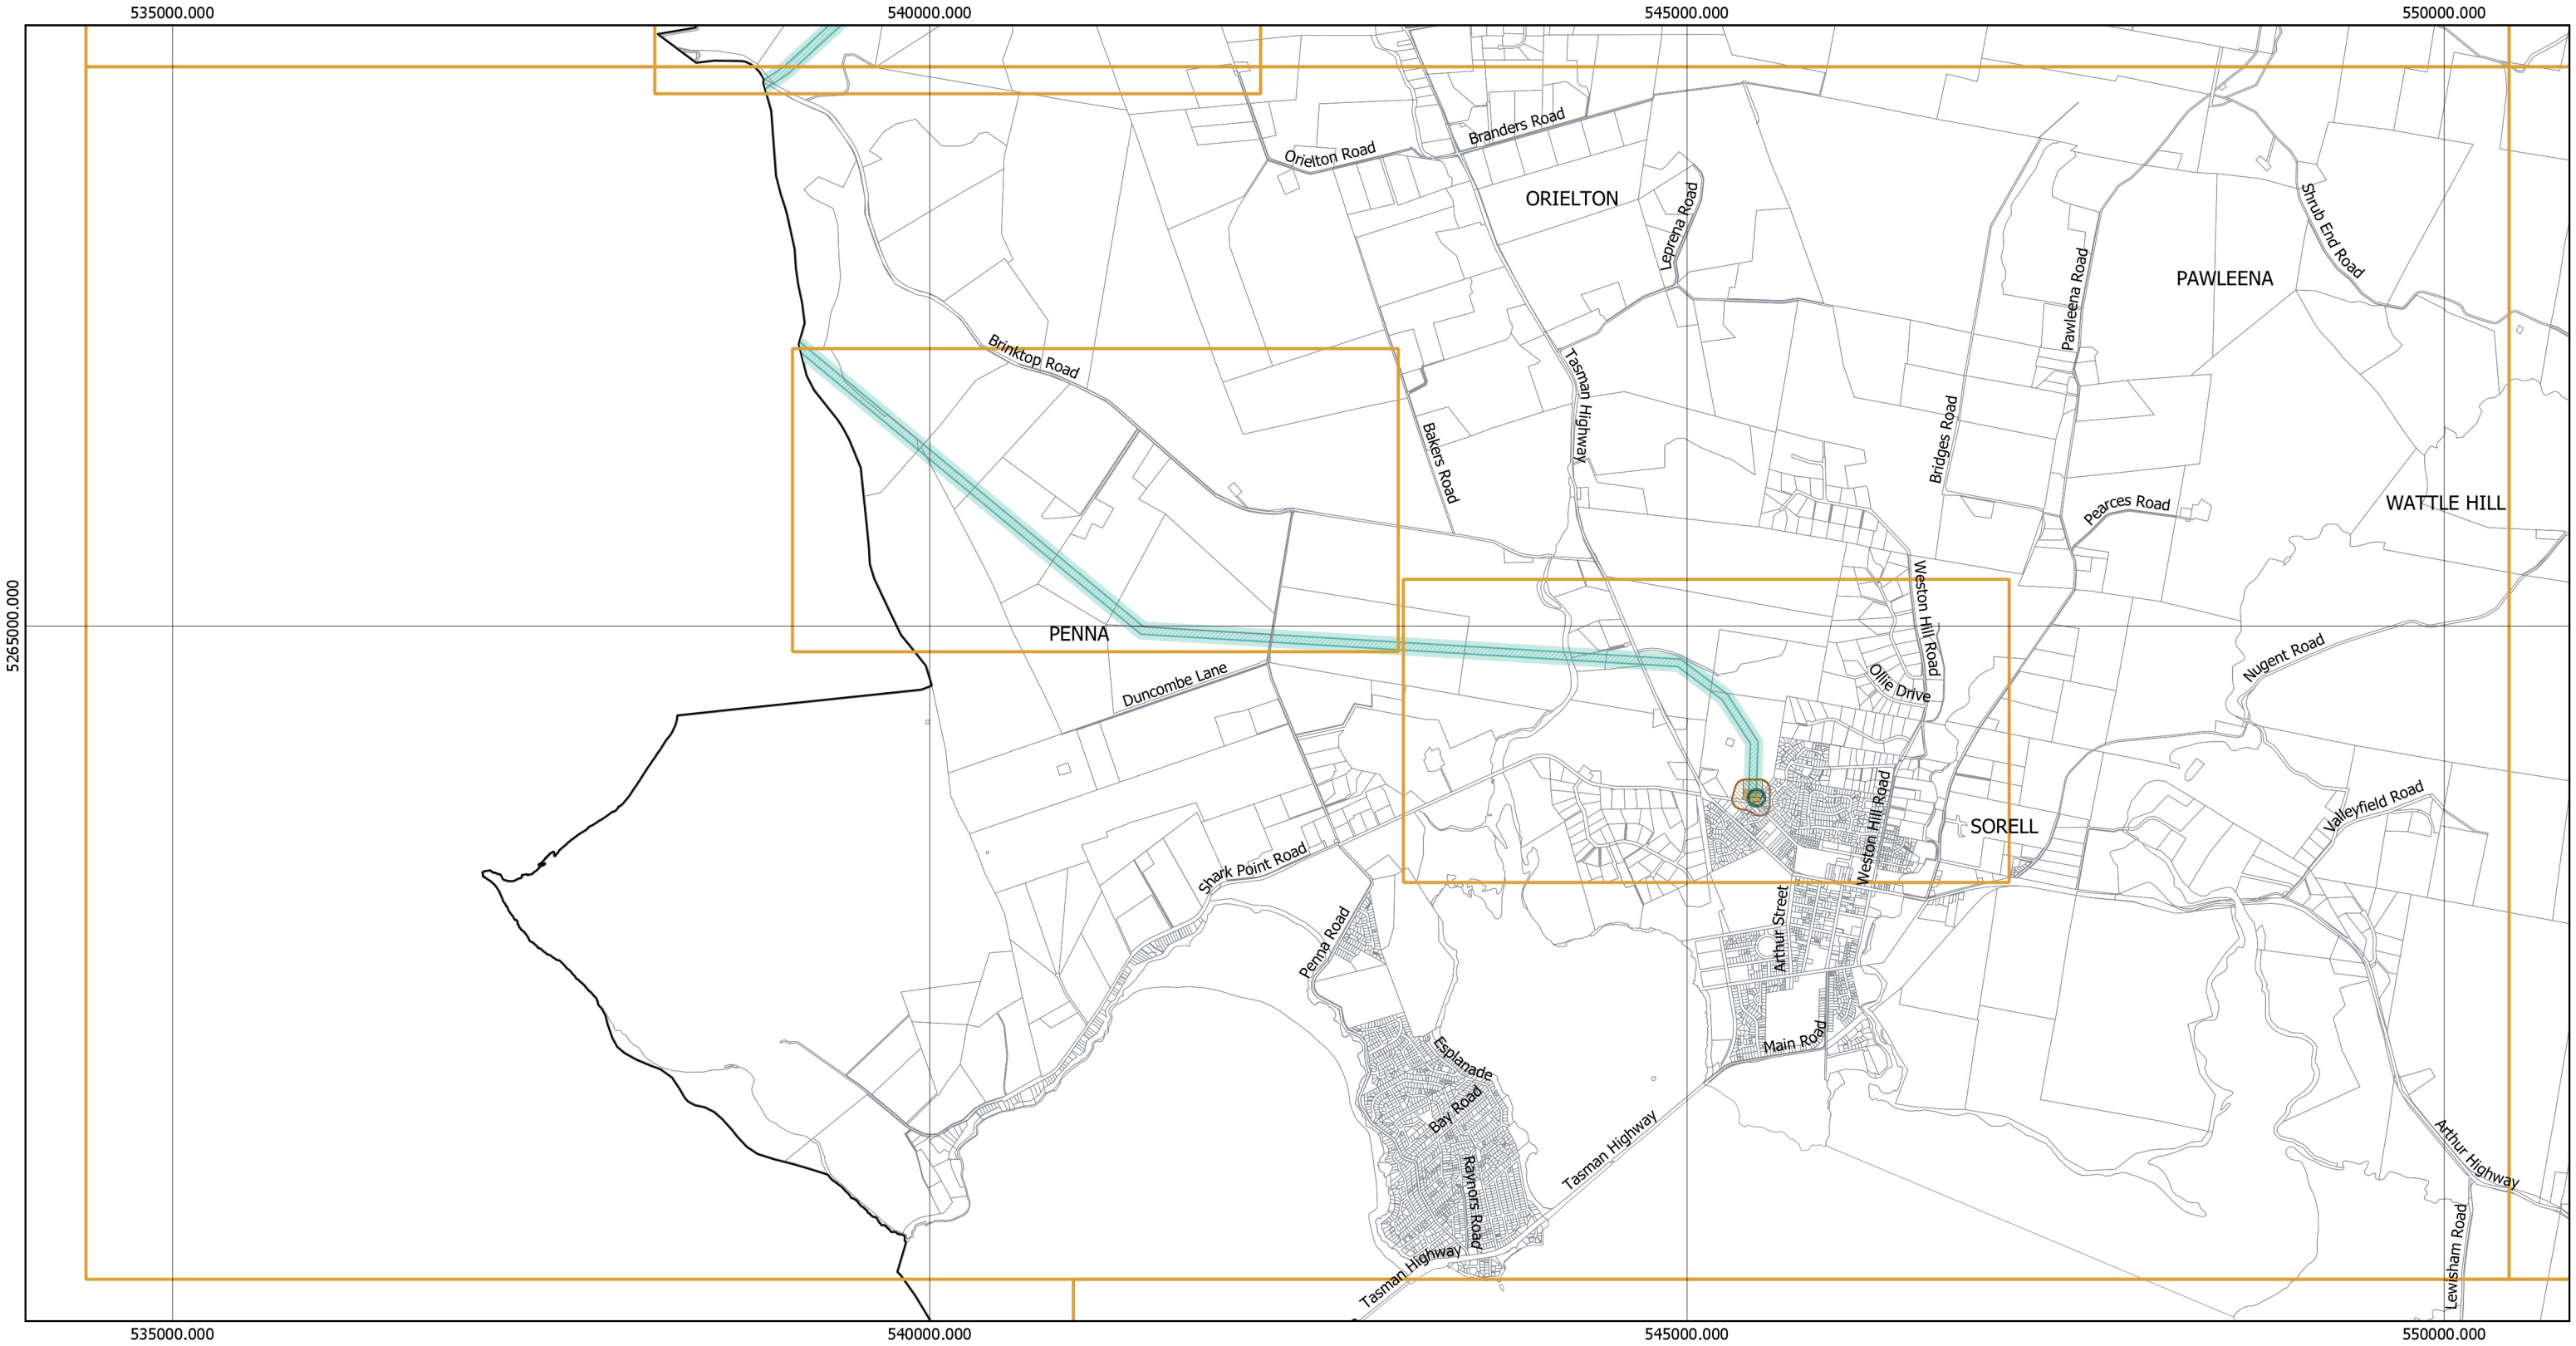 535000.000 540000.000 545000.000 550000.000
Branders Road
Orielton Road
ORIELTON
Leprena Road
Shrub End Road
PAWLEENA
Pawleena Road
Brinktop Road
Tasman Highway
Bakers Road
Bridges Road
Pearces Road
WATTLE HILL
5265000.000
PENNA
Weston Hill Road
Ollie Drive
Nugent Road
Duncombe Lane
Weston Hill Road
Valleyfield Road
SORELL
Shark Point Road
Arthur Street
Penna Road
Main Road
Esplanade
Bay Road
Tasman Highway
Arthur Highway
Raynors Road
Tasman Highway
Lewisham Road
535000.000 540000.000 545000.000 550000.000